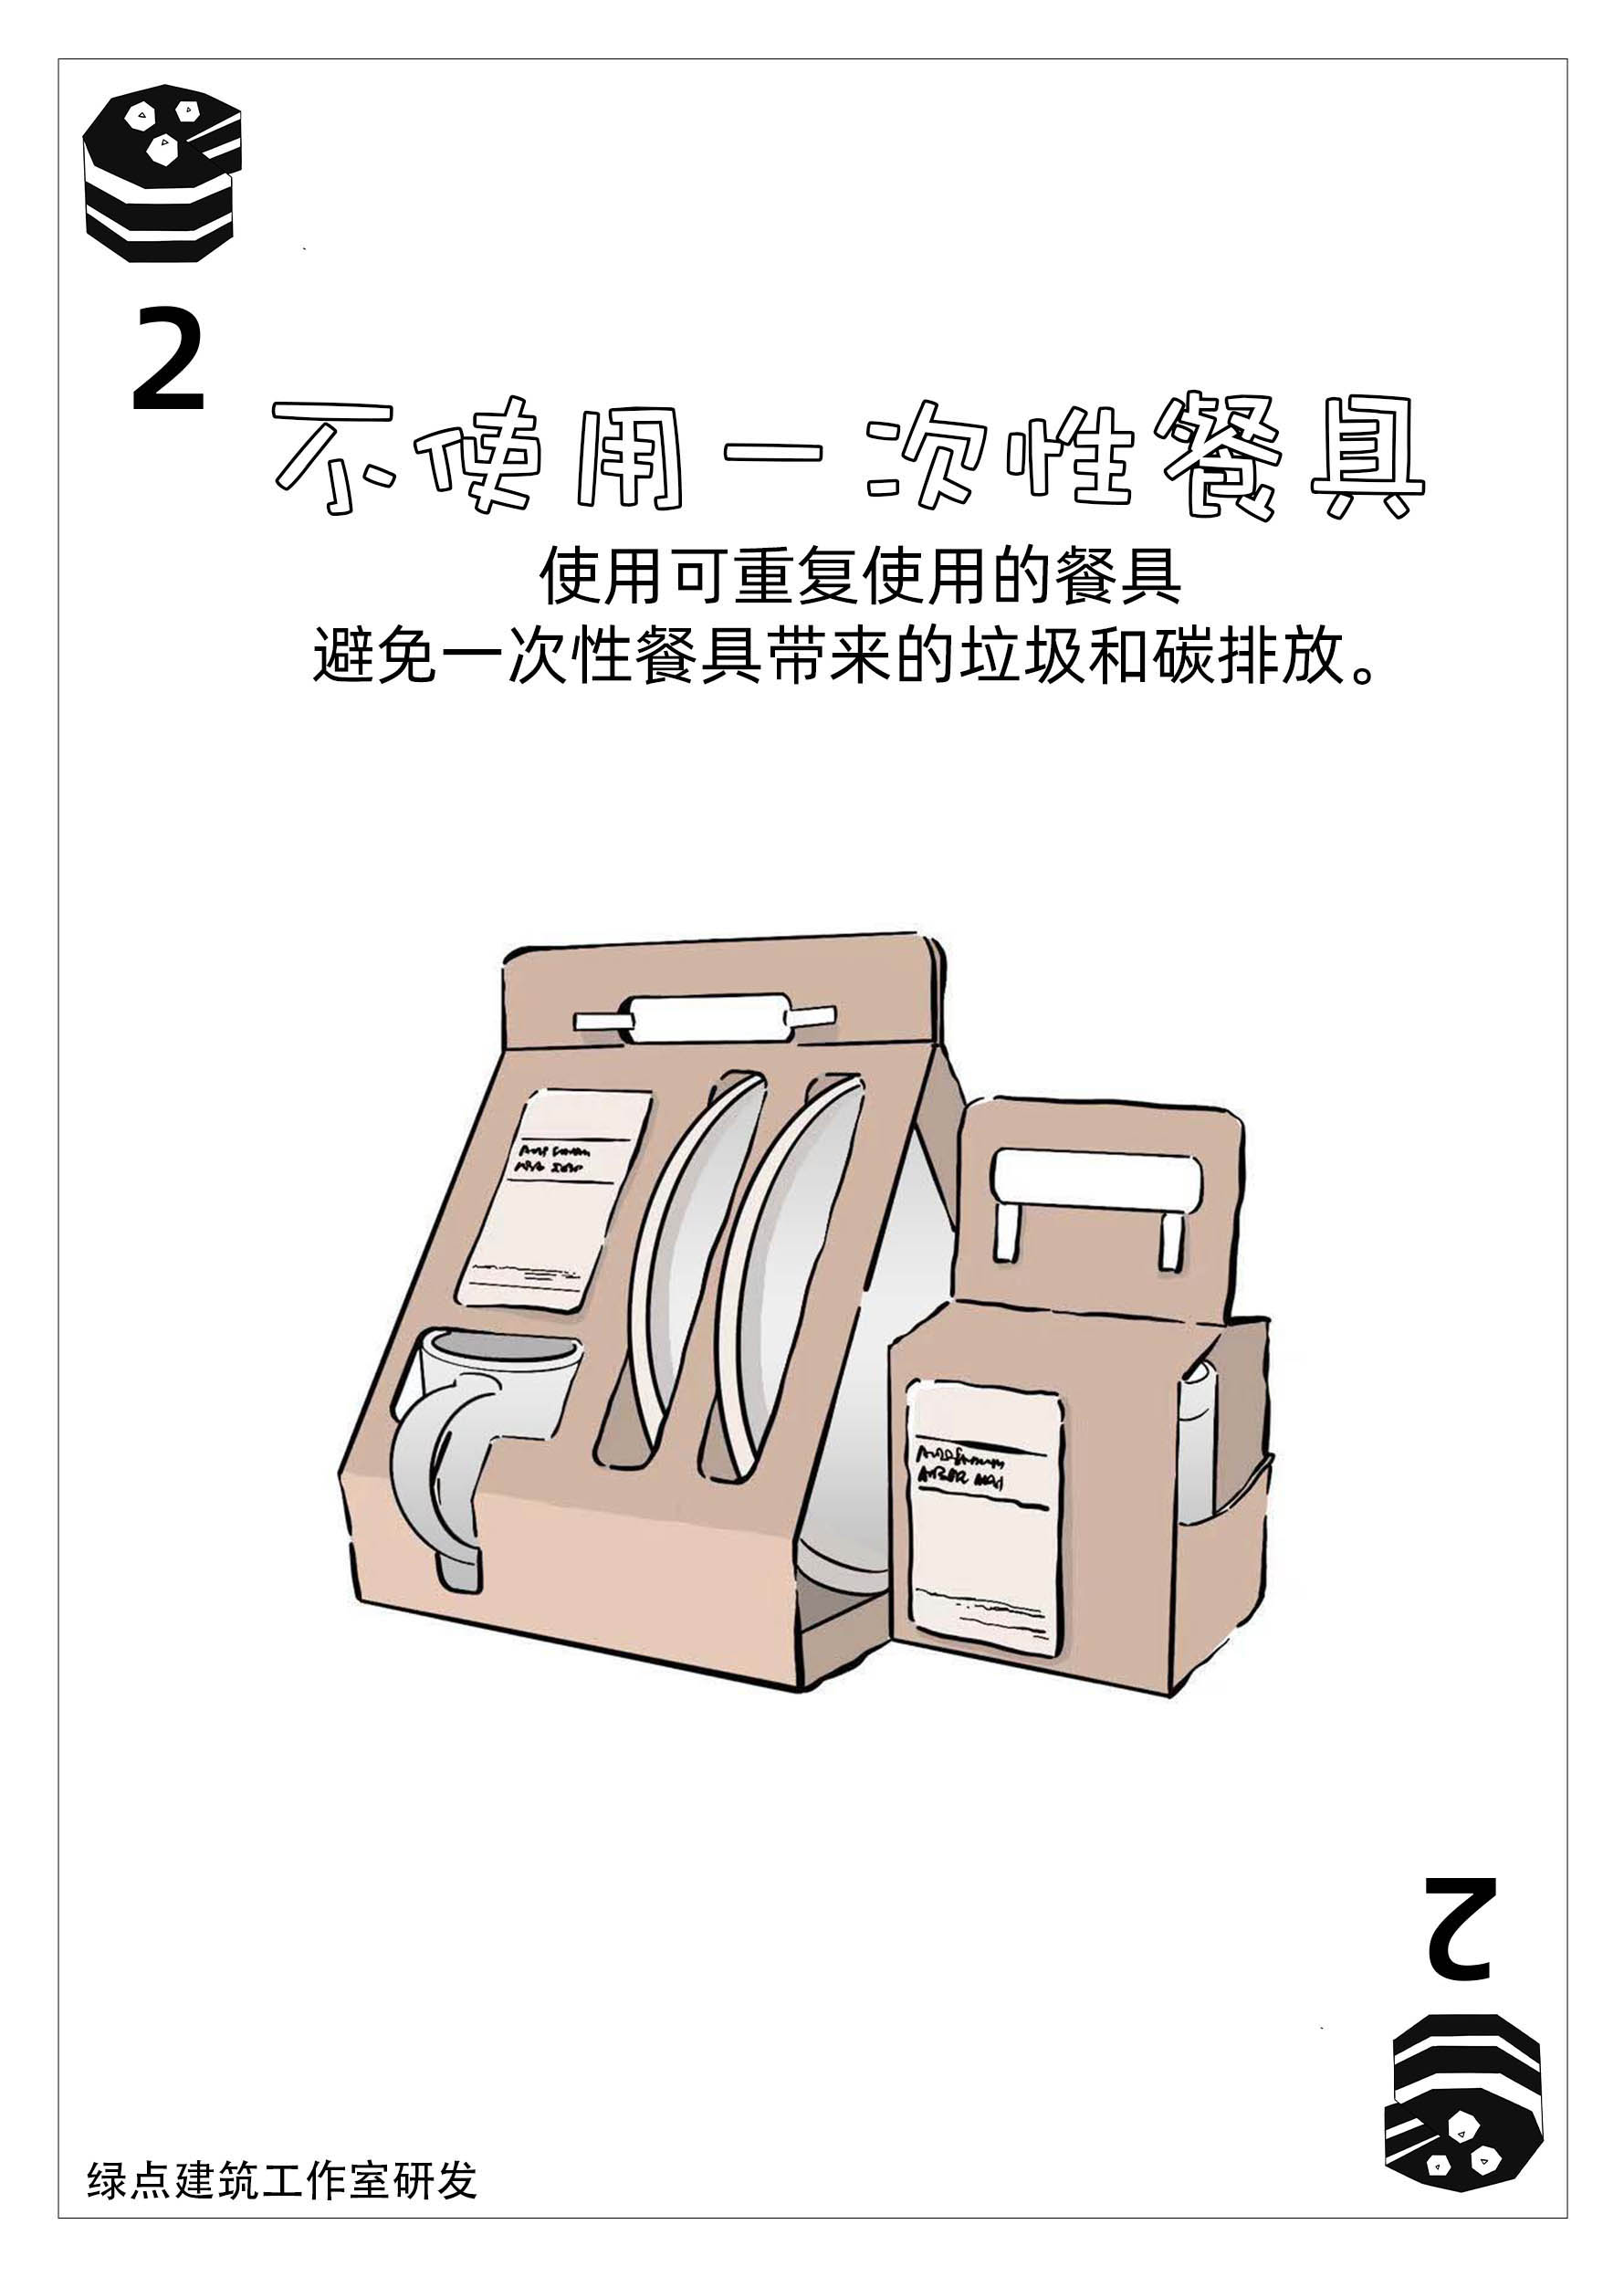 2
不使用一次性餐具
使用可重复使用的餐具
避免一次性餐具带来的垃圾和碳排放。
2
绿点建筑工作室研发